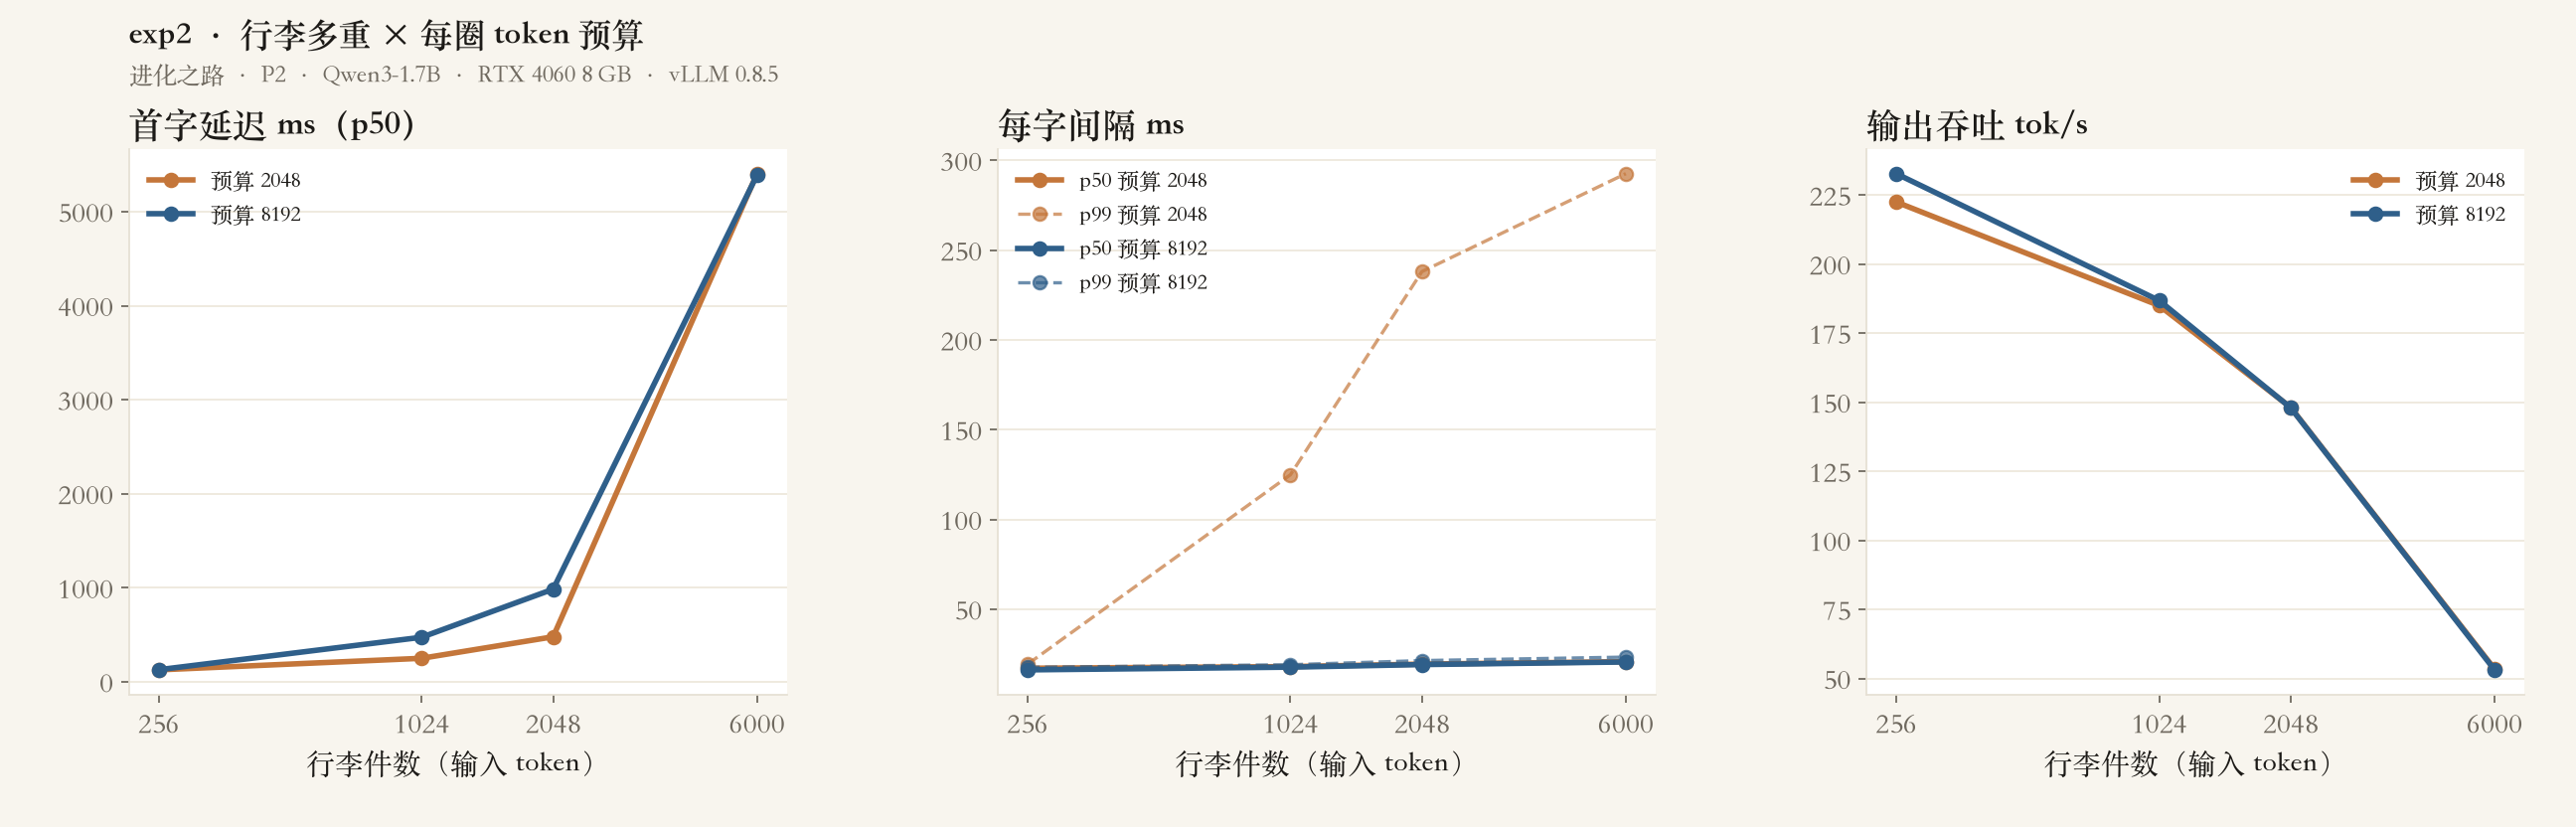 exp2 · 行李多重 × 每圈 token 预算
进化之路 · P2 · Qwen3-1.7B · RTX 4060 8 GB · vLLM 0.8.5
首字延迟 ms（p50）
预算 2048
预算 8192
5000
4000
3000
2000
1000
0
256 1024 2048 6000
行李件数（输入 token）
每字间隔 ms
p50 预算 2048
p99 预算 2048
p50 预算 8192
p99 预算 8192
300
250
200
150
100
50
256 1024 2048 6000
行李件数（输入 token）
输出吞吐 tok/s
预算 2048
预算 8192
225
200
175
150
125
100
75
50
256 1024 2048 6000
行李件数（输入 token）